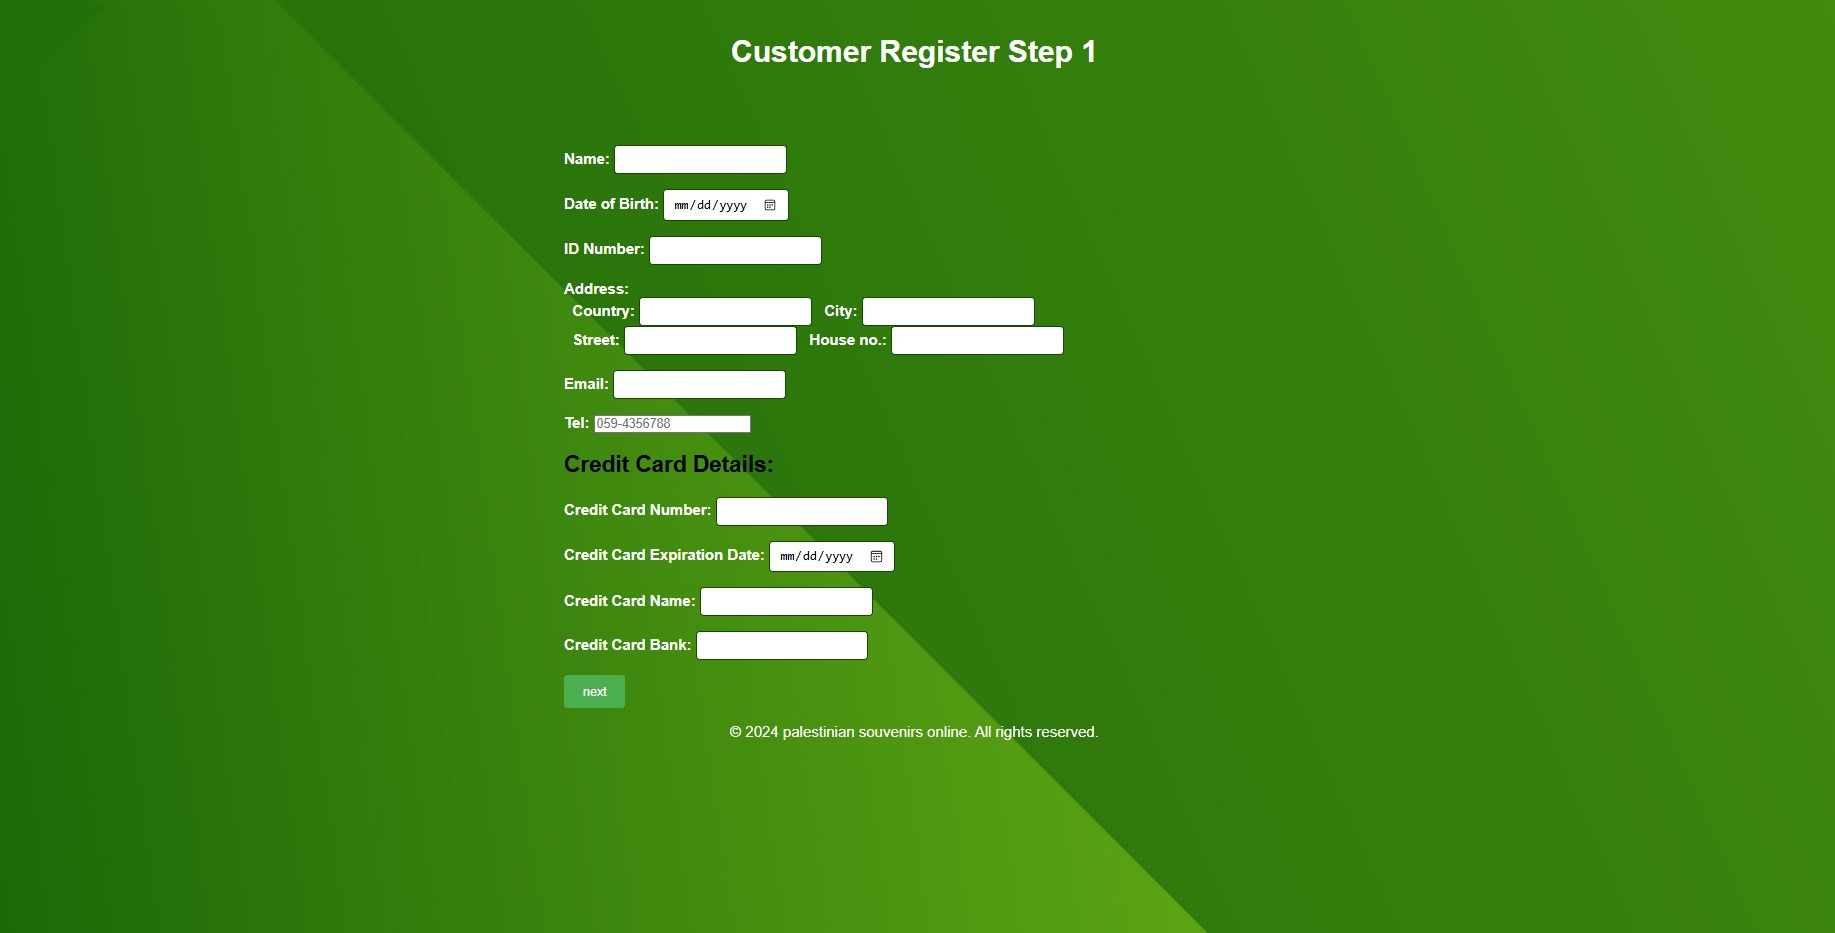 Customer Register Step 1
Name:
Date of Birth: mm/dd/yyyy
ID Number:
Address:
Country: City:
Street: House no.:
Email:
Tel: 059-4356788
Credit Card Details:
Credit Card Number:
Credit Card Expiration Date: mm/dd/yyyy
Credit Card Name:
Credit Card Bank:
next
© 2024 palestinian souvenirs online. All rights reserved.